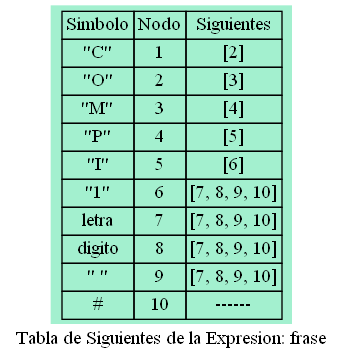 Simbolo Nodo Siguientes
"C" 1 [2]
"O" 2 [3]
"M" 3 [4]
"P" 4 [5]
"I" 5 [6]
"1" 6 [7, 8, 9, 10]
letra 7 [7, 8, 9, 10]
digito 8 [7, 8, 9, 10]
" " 9 [7, 8, 9, 10]
# 10 ------
Tabla de Siguientes de la Expresion: frase